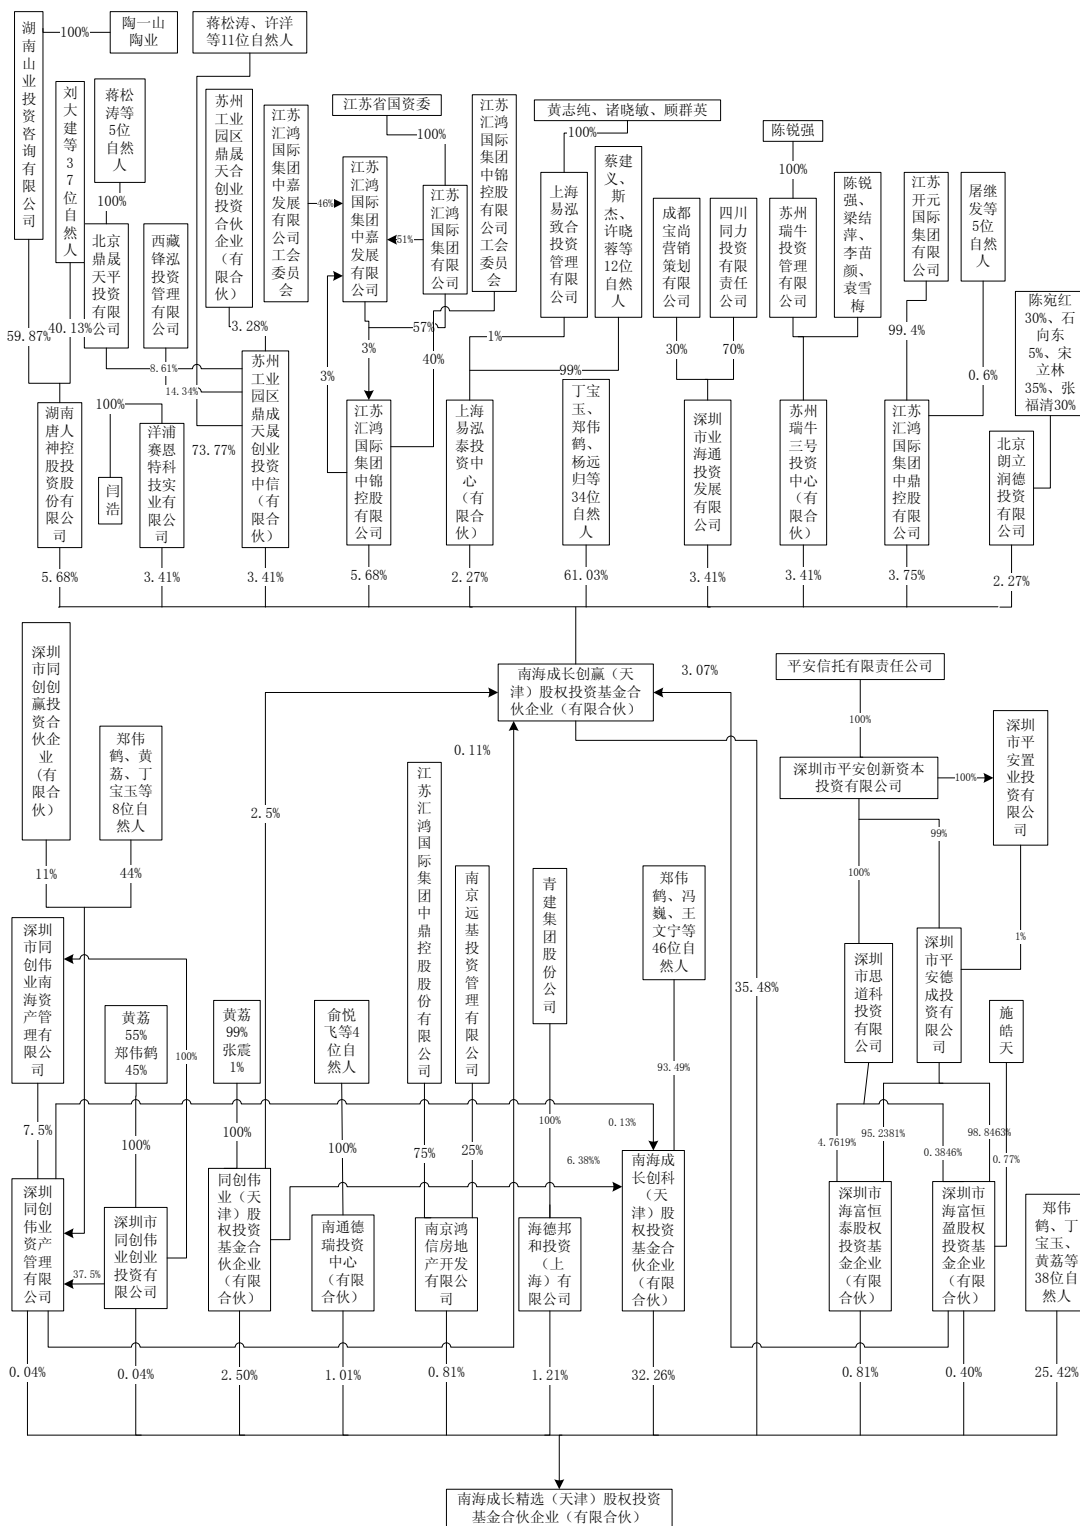 湖南山业投资咨询有限公司
100%
陶一山
陶业
蒋松涛、许洋
等11位自然人
刘大建等37位自然人
蒋松
涛等
5位
自然
人
100%
苏州
工业
园区
鼎晟
天合
创业
投资
合伙
企业
（有
限合
伙）
江苏
汇鸿
国际
集团
中嘉
发展
有限
公司
工会
委员
会
江苏省国资委
100%
46%
江苏
汇鸿
国际
集团
中嘉
发展
有限
公司
51%
江苏
汇鸿
国际
集团
有限
公司
江苏
汇鸿
国际
集团
中锦
控股
有限
公司
工会
委员
会
黄志纯、诸晓敏、顾群英
100%
上海
易泓
致合
投资
管理
有限
公司
蔡建
义、
斯
杰、
许晓
蓉等
12位
自然
人
成都
宝尚
营销
策划
有限
公司
四川
同力
投资
有限
责任
公司
陈锐强
100%
苏州
瑞牛
投资
管理
有限
公司
陈锐
强、
梁结
萍、
李苗
颜、
袁雪
梅
江苏
开元
国际
集团
有限
公司
屠继
发等
5位
自然
人
陈宛红
30%、石
向东
5%、宋
立林
35%、张
福清30%
北京
鼎晟
天平
投资
有限
公司
西藏
锋泓
投资
管理
有限
公司
59.87%
40.13%
8.61%
14.34%
3.28%
73.77%
100%
闫浩
57%
3%
3%
40%
1%
99%
30%
70%
99.4%
0.6%
湖南
唐人
神控
股投
资股
份有
限公
司
洋浦
赛恩
特科
技实
业有
限公
司
苏州
工业
园区
鼎成
天晟
创业
投资
中信
（有
限合
伙）
江苏
汇鸿
国际
集团
中锦
控股
有限
公司
上海
易泓
泰投
资中
心
（有
限合
伙）
丁宝
玉、
郑伟
鹤、
杨远
归等
34位
自然
人
深圳
市业
海通
投资
发展
有限
公司
苏州
瑞牛
三号
投资
中心
（有
限合
伙）
江苏
汇鸿
国际
集团
中鼎
控股
有限
公司
北京
朗立
润德
投资
有限
公司
5.68%
3.41%
3.41%
5.68%
2.27%
61.03%
3.41%
3.41%
3.75%
2.27%
深圳
市同
创创
赢投
资合
伙企
业
(有
限合
伙）
郑伟
鹤、黄
荔、丁
宝玉等
8位自
然人
南海成长创赢（天
津）股权投资基金合
伙企业（有限合伙）
3.07%
平安信托有限责任公司
100%
深圳市平安创新资本
投资有限公司
100%
深圳
市平
安置
业投
资有
限公
司
0.11%
2.5%
11%
44%
99%
100%
1%
江苏汇鸿国际集团中鼎控股股份有限公司
南京远基投资管理有限公司
青建集团股份公司
郑伟
鹤、冯
巍、王
文宁等
46位自
然人
深圳
市同
创伟
业南
海资
产管
理有
限公
司
深圳
市思
道科
投资
有限
公司
深圳
市平
安德
成投
资有
限公
司
施
皓
天
35.48%
黄荔
55%
郑伟鹤
45%
100%
黄荔
99%
张震
1%
俞悦
飞等4
位自
然人
93.49%
7.5%
100%
100%
100%
75%
25%
100%
0.13%
6.38%%
4.7619%
95.2381%
0.3846%
98.8463%
0.77%
深圳
同创
伟业
资产
管理
有限
公司
37.5%
深圳市
同创伟
业创业
投资有
限公司
同创伟
业（天
津）股
权投资
基金合
伙企业
（有限
合伙）
南通德
瑞投资
中心
（有限
合伙）
南京鸿
信房地
产开发
有限公
司
海德邦
和投资
（上
海）有
限公司
南海成
长创科
（天
津）股
权投资
基金合
伙企业
（有限
合伙）
深圳市
海富恒
泰股权
投资基
金企业
（有限
合伙）
深圳市
海富恒
盈股权
投资基
金企业
（有限
合伙）
郑伟
鹤、丁
宝玉、
黄荔等
38位自
然人
0.04%
0.04%
2.50%
1.01%
0.81%
1.21%
32.26%
0.81%
0.40%
25.42%
南海成长精选（天津）股权投资
基金合伙企业（有限合伙）